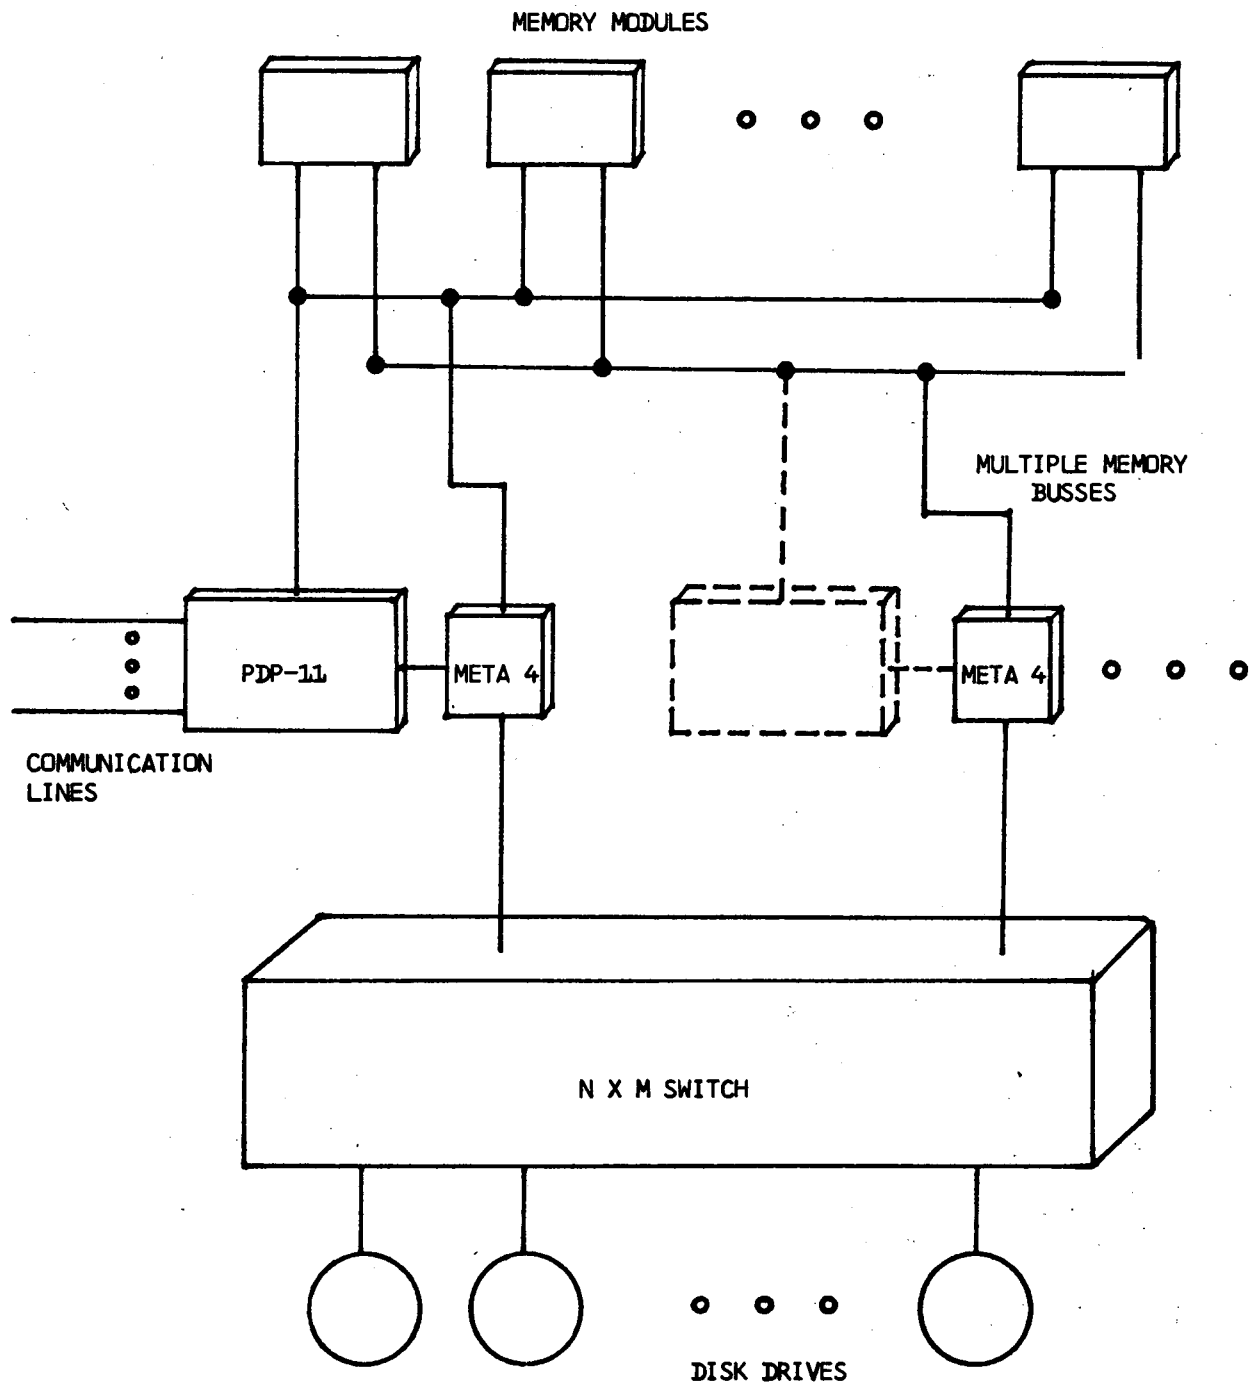 MEMORY MODULES
MULTIPLE MEMORY
BUSSES
PDP-11
META 4
META 4
COMMUNICATION
LINES
N X M SWITCH
DISK DRIVES